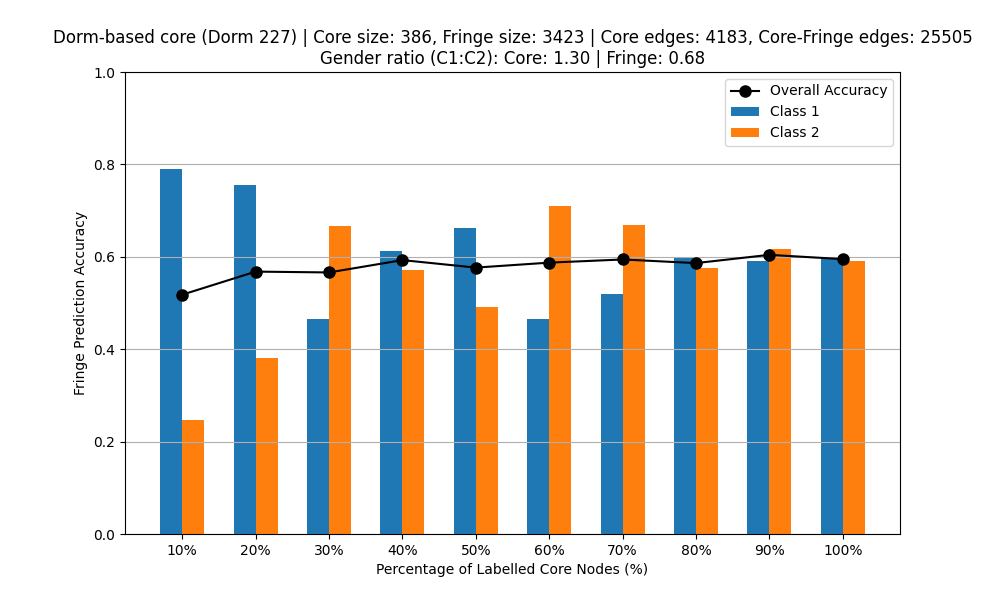 Dorm-based core (Dorm 227) | Core size: 386, Fringe size: 3423 | Core edges: 4183, Core-Fringe edges: 25505
Gender ratio (C1:C2): Core: 1.30 | Fringe: 0.68
Overall Accuracy
Class 1
Class 2
Fringe Prediction Accuracy
1.0
0.8
0.6
0.4
0.2
0.0
10% 20% 30% 40% 50% 60% 70% 80% 90% 100%
Percentage of Labelled Core Nodes (%)